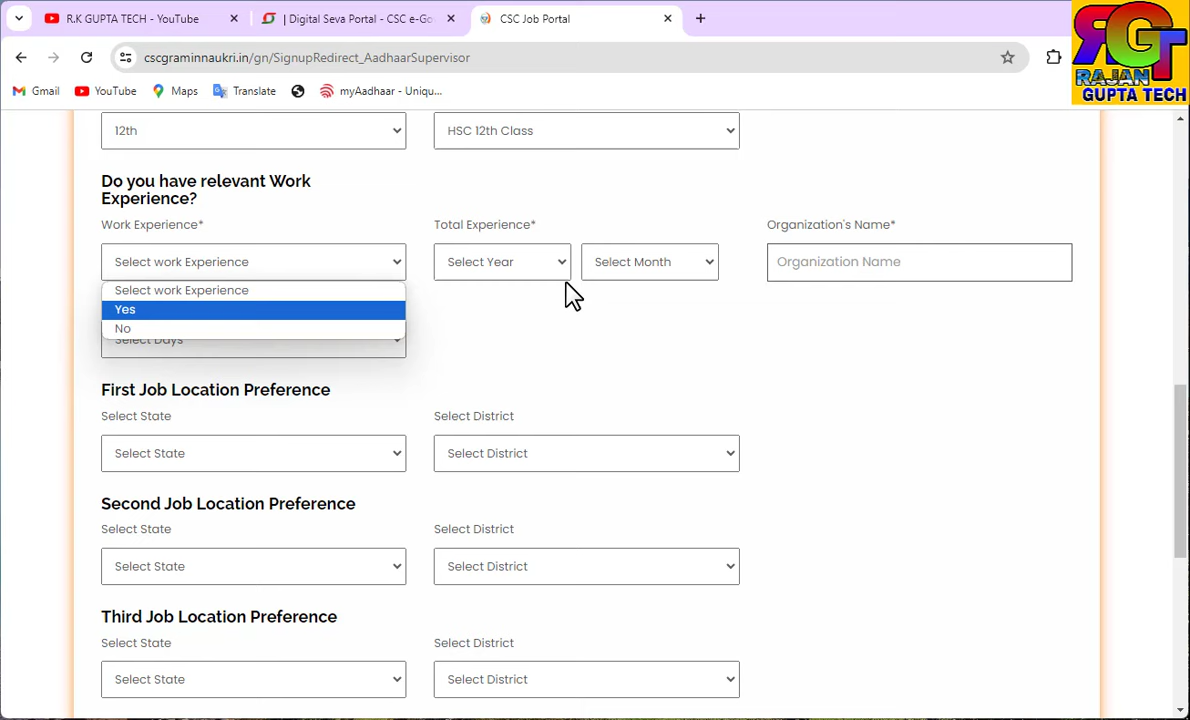 R.K GUPTA TECH - YouTube
| Digital Seva Portal - CSC e-Go
CSC Job Portal
cscgraminnaukri.in/gn/SignupRedirect_AadhaarSupervisor
Gmail
YouTube
Maps
Translate
myAadhar - Uniqu...
RGT
RAJAN
GUPTA TECH
12th
HSC 12th Class
Do you have relevant Work
Experience?
Work Experience*
Total Experience*
Organization's Name*
Select work Experience
Select Year
Select Month
Organization Name
Select work Experience
Yes
No
Select Days
First Job Location Preference
Select State
Select District
Select State
Select District
Second Job Location Preference
Select State
Select District
Select State
Select District
Third Job Location Preference
Select State
Select District
Select State
Select District